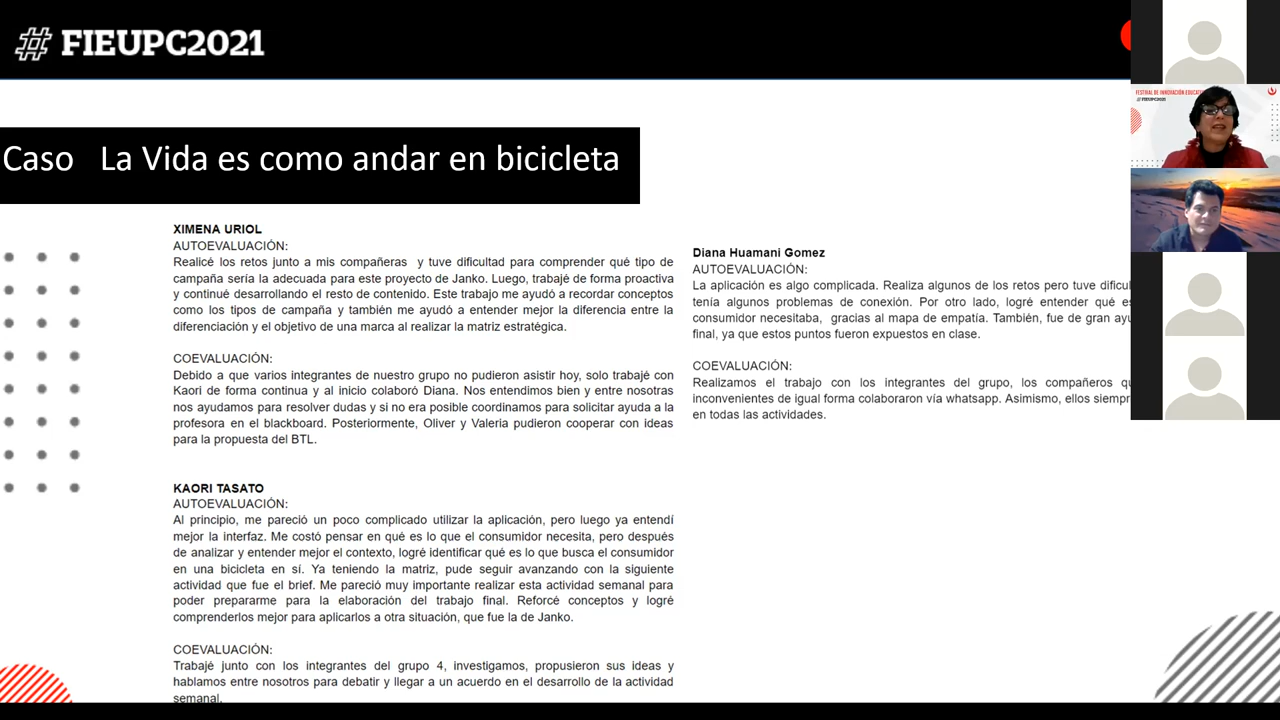 # FIEUPC2021
Caso La Vida es como andar en bicicleta
XIMENA URIOL
AUTOEVALUACIÓN:
Realicé los retos junto a mis compañeras y tuve dificultad para comprender qué tipo de
campaña sería la adecuada para este proyecto de Janko. Luego, trabajé de forma proactiva
y continué desarrollando el resto de contenido. Este trabajo me ayudó a recordar conceptos
como los tipos de campaña y también me ayudó a entender mejor la diferencia entre la
diferenciación y el objetivo de una marca al realizar la matriz estratégica.
COEVALUACIÓN:
Debido a que varios integrantes de nuestro grupo no pudieron asistir hoy, solo trabajé con
Kaori de forma continua y al inicio colaboró Diana. Nos entendimos bien y entre nosotras
nos ayudamos para resolver dudas y si no era posible coordinamos para solicitar ayuda a la
profesora en el blackboard. Posteriormente, Oliver y Valeria pudieron cooperar con ideas
para la propuesta del BTL.
KAORI TASATO
AUTOEVALUACIÓN:
Al principio, me pareció un poco complicado utilizar la aplicación, pero luego ya entendí
mejor la interfaz. Me costó pensar en qué es lo que el consumidor necesita, pero después
de analizar y entender mejor el contexto, logré identificar qué es lo que busca el consumidor
en una bicicleta en sí. Ya teniendo la matriz, pude seguir avanzando con la siguiente
actividad que fue el brief. Me pareció muy importante realizar esta actividad semanal para
poder prepararme para la elaboración del trabajo final. Reforcé conceptos y logré
comprenderlos mejor para aplicarlos a otra situación, que fue la de Janko.
COEVALUACIÓN:
Trabajé junto con los integrantes del grupo 4, investigamos, propusieron sus ideas y
hablamos entre nosotros para debatir y llegar a un acuerdo en el desarrollo de la actividad
semanal.
Diana Huamani Gomez
AUTOEVALUACIÓN:
La aplicación es algo complicada. Realiza algunos de los retos pero tuve
tenía algunos problemas de conexión. Por otro lado, logré entender qué
consumidor necesitaba, gracias al mapa de empatía. También, fue de gran
final, ya que estos puntos fueron expuestos en clase.
COEVALUACIÓN:
Realizamos el trabajo con los integrantes del grupo, los compañeros
inconvenientes de igual forma colaboraron vía whatsapp. Asimismo, ellos
en todas las actividades.
FESTIVAL DE INNOVACIÓN
#FIEUPC2021